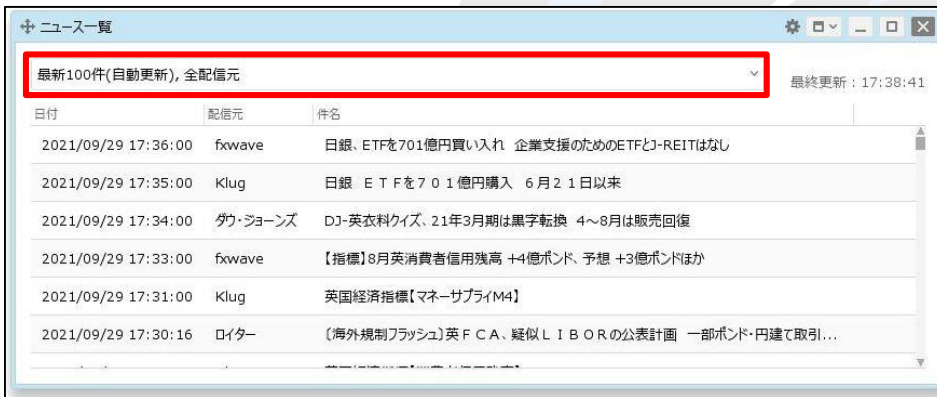 ニュース一覧
最新100件(自動更新), 全配信元
最終更新：17:38:41
日付 配信元 件名
2021/09/29 17:36:00 fxwave 日銀、ETFを701億円買い入れ 企業支援のためのETFとJ-REITはなし
2021/09/29 17:35:00 Klug 日銀 ＥＴＦを７０１億円購入 ６月２１日以来
2021/09/29 17:34:00 ダウ・ジョーンズ DJ-英衣料クイズ、21年3月期は黒字転換 4～8月は販売回復
2021/09/29 17:33:00 fxwave 【指標】8月英消費者信用残高 +4億ポンド、予想 +3億ポンドほか
2021/09/29 17:31:00 Klug 英国経済指標【マネーサプライM4】
2021/09/29 17:30:16 ロイター 〔海外規制フラッシュ〕英ＦＣＡ、疑似ＬＩＢＯＲの公表計画 一部ポンド・円建て取引...